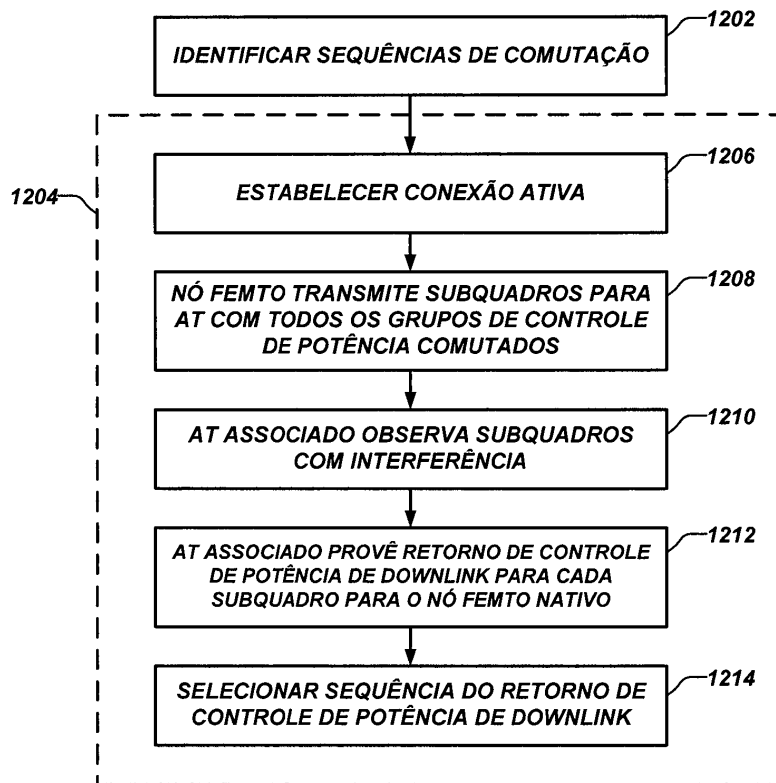 IDENTIFICAR SEQUÊNCIAS DE COMUTAÇÃO
1202
1204
ESTABELECER CONEXÃO ATIVA
1206
NÓ FEMTO TRANSMITE SUBQUADROS PARA
AT COM TODOS OS GRUPOS DE CONTROLE
DE POTÊNCIA COMUTADOS
1208
AT ASSOCIADO OBSERVA SUBQUADROS
COM INTERFERÊNCIA
1210
AT ASSOCIADO PROVÊ RETORNO DE CONTROLE
DE POTÊNCIA DE DOWNLINK PARA CADA
SUBQUADRO PARA O NÓ FEMTO NATIVO
1212
SELECIONAR SEQUÊNCIA DO RETORNO DE
CONTROLE DE POTÊNCIA DE DOWNLINK
1214